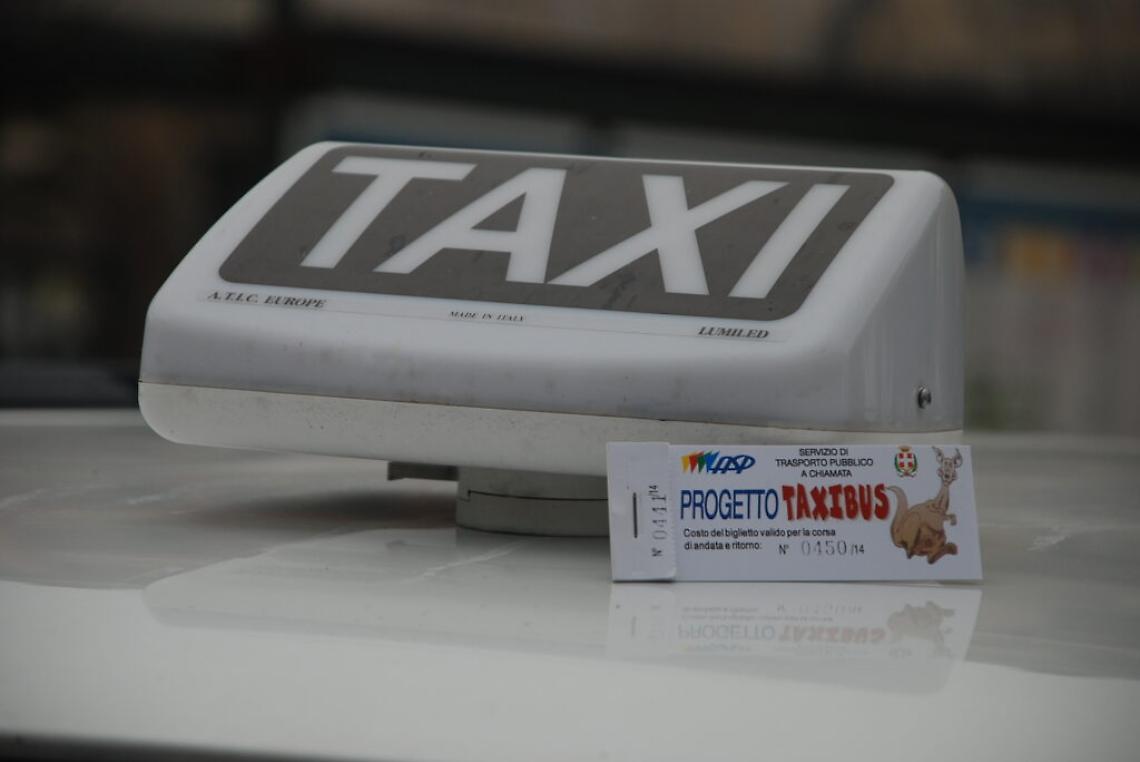 TAXI
A.T.I.C. EUROPE
MADE IN ITALY
LUMILED
ASP
SERVIZIO DI
TRASPORTO PUBBLICO
A CHIAMATA
PROGETTO TAXIBUS
Costo del biglietto valido per la corsa
di andata e ritorno: N° 0450/14
N° 0441/14